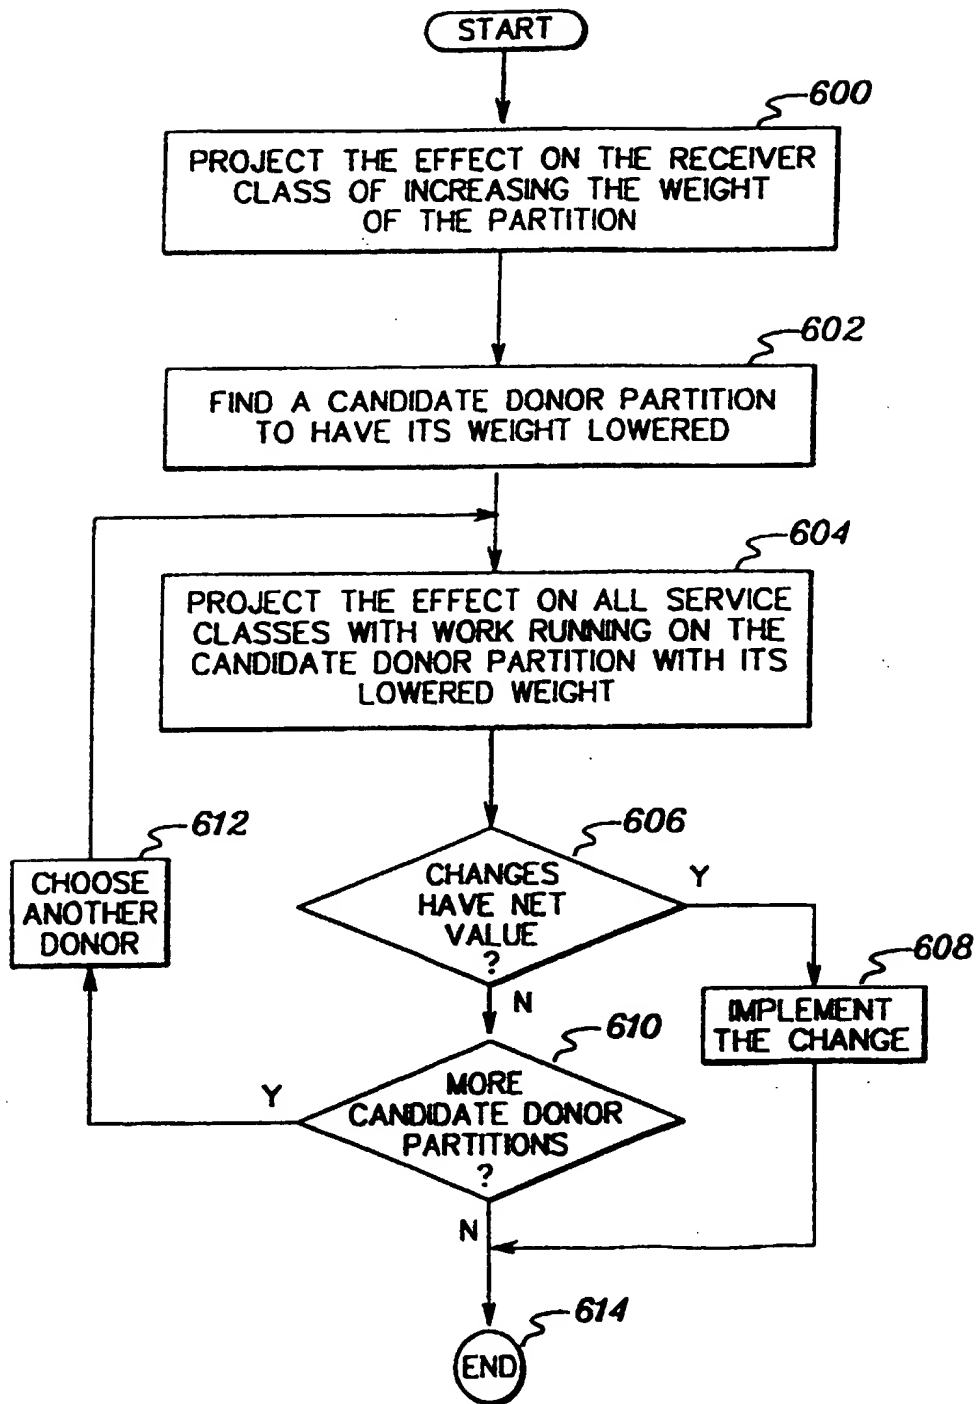 START
600
PROJECT THE EFFECT ON THE RECEIVER
CLASS OF INCREASING THE WEIGHT
OF THE PARTITION
602
FIND A CANDIDATE DONOR PARTITION
TO HAVE ITS WEIGHT LOWERED
604
PROJECT THE EFFECT ON ALL SERVICE
CLASSES WITH WORK RUNNING ON THE
CANDIDATE DONOR PARTITION WITH ITS
LOWERED WEIGHT
606
CHANGES
HAVE NET
VALUE
?
Y
N
608
IMPLEMENT
THE CHANGE
610
MORE
CANDIDATE DONOR
PARTITIONS
?
Y
N
612
CHOOSE
ANOTHER
DONOR
614
END